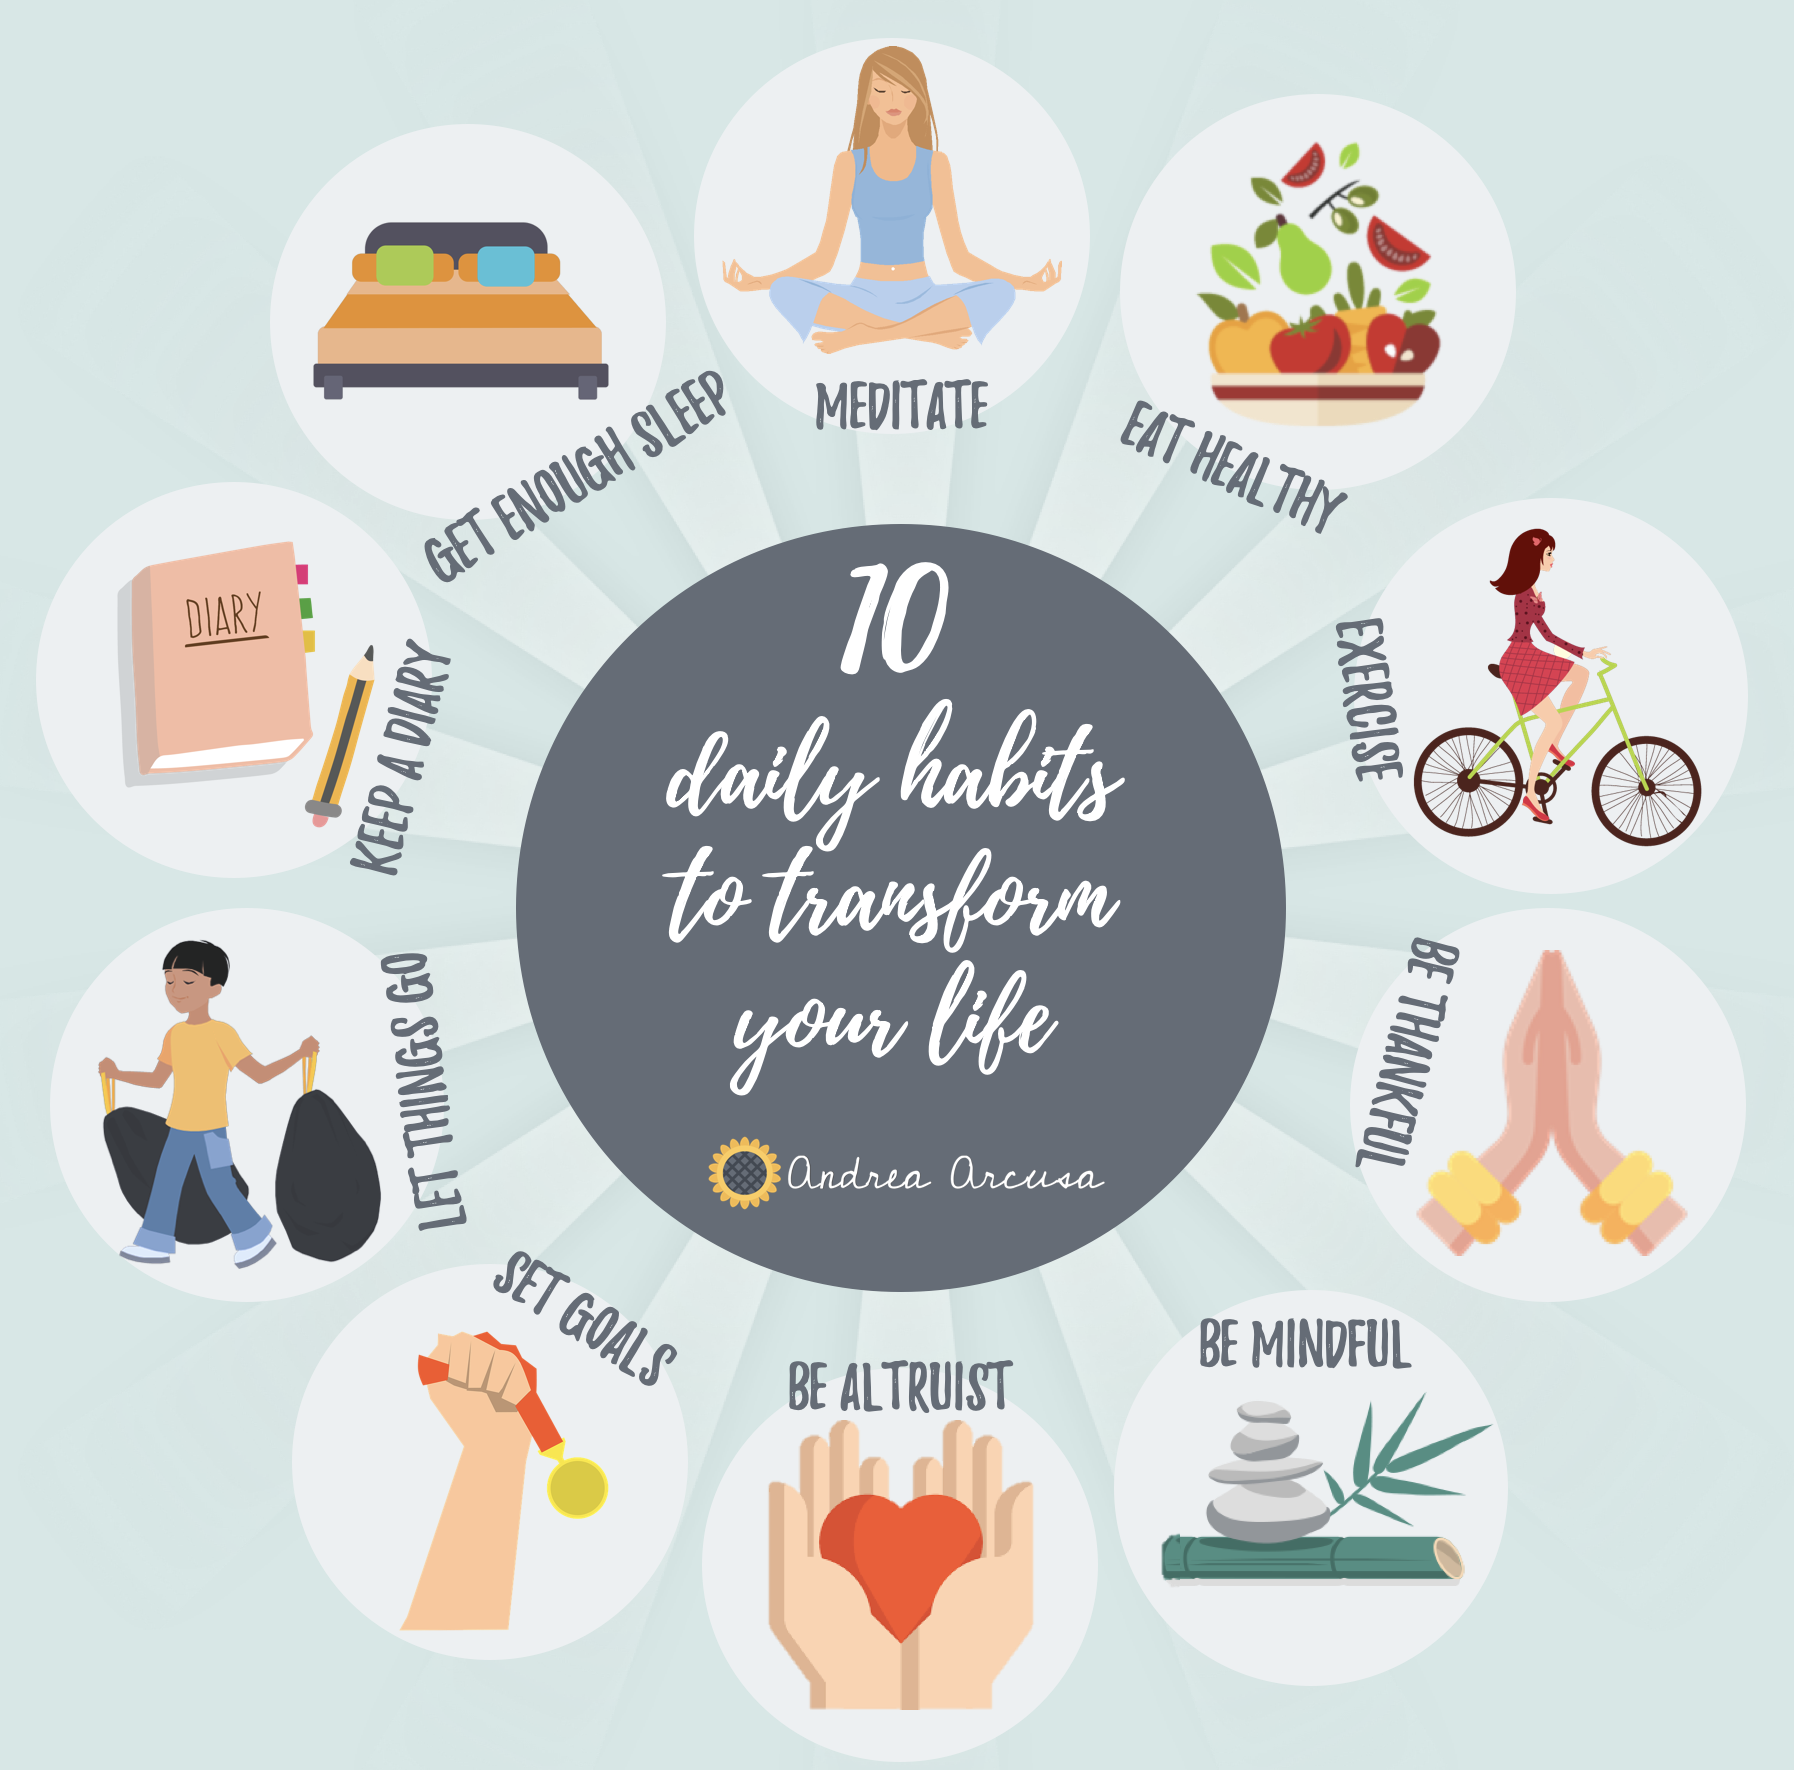 10
daily habits
to transform
your life
Andrea Arcusa
MEDITATE
EAT HEALTHY
EXERCISE
BE THANKFUL
BE MINDFUL
BE ALTRUIST
SET GOALS
LET THINGS GO
KEEP A DIARY
DIARY
GET ENOUGH SLEEP